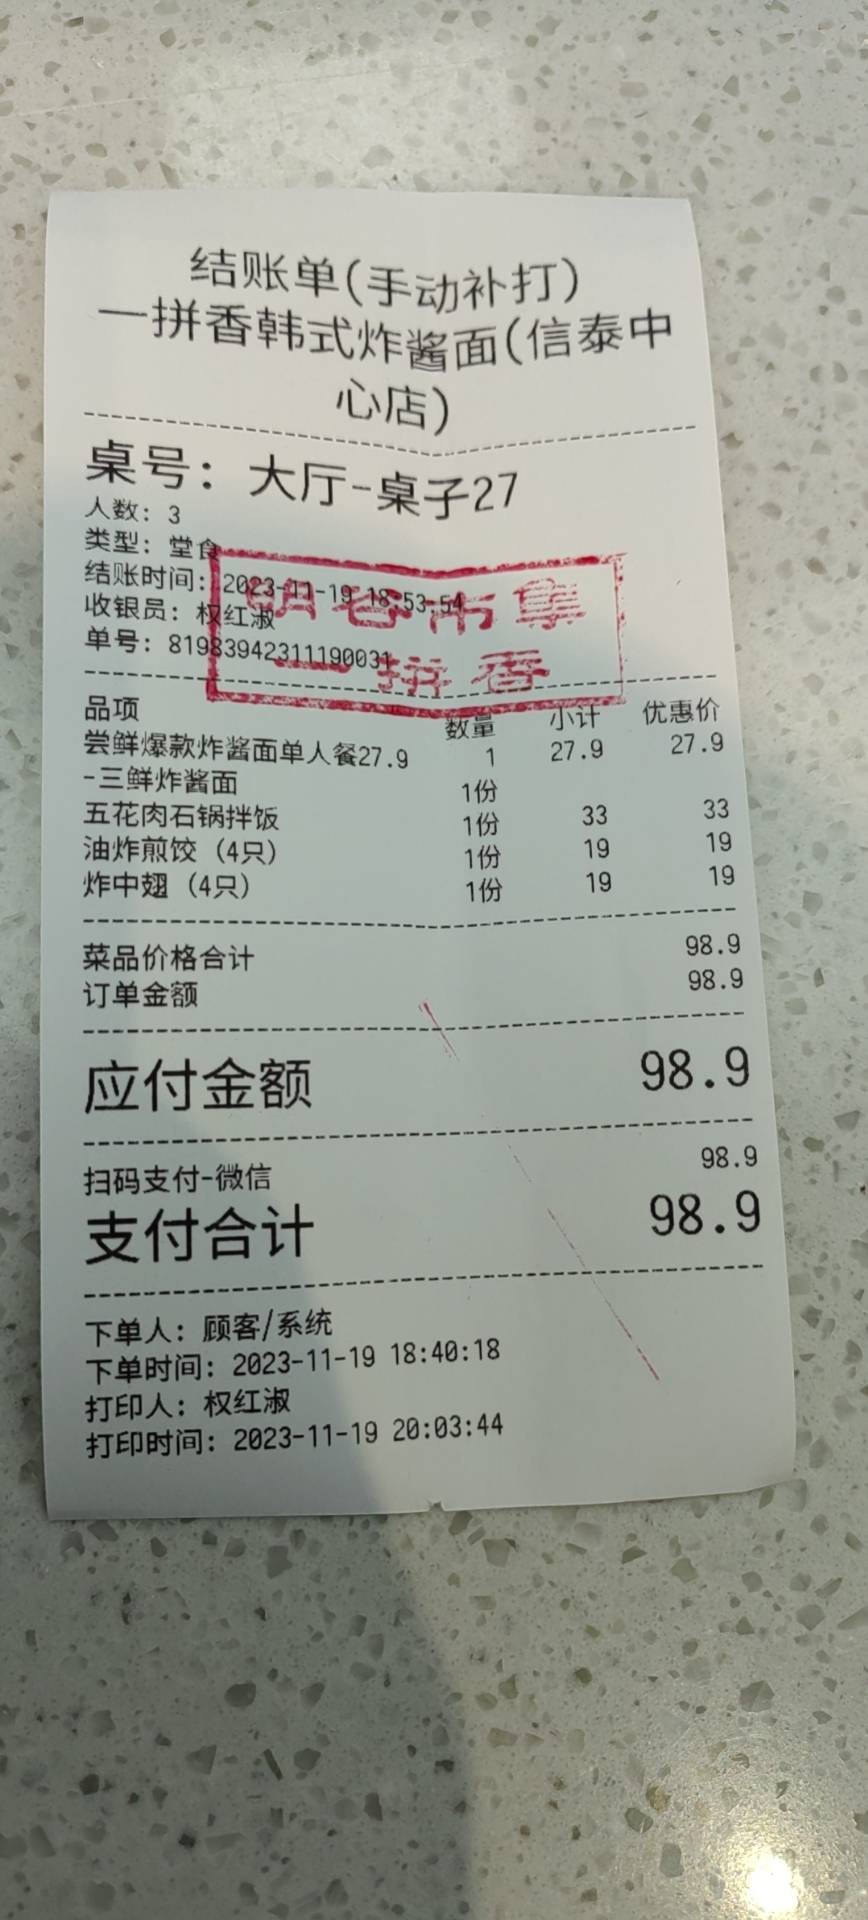 结账单(手动补打)
一拼香韩式炸酱面(信泰中
心店)
桌号: 大厅-桌子27
人数: 3
类型: 堂食
结账时间: 2023-11-19 18:53:54
收银员: 权红淑
单号: 81983942311190031
明谷市集
一拼香
品项 数量 小计 优惠价
尝鲜爆款炸酱面单人餐27.9 1 27.9 27.9
-三鲜炸酱面 1份
五花肉石锅拌饭 1份 33 33
油炸煎饺 (4只) 1份 19 19
炸中翅 (4只) 1份 19 19
菜品价格合计 98.9
订单金额 98.9
应付金额 98.9
扫码支付-微信 98.9
支付合计 98.9
下单人: 顾客/系统
下单时间: 2023-11-19 18:40:18
打印人: 权红淑
打印时间: 2023-11-19 20:03:44